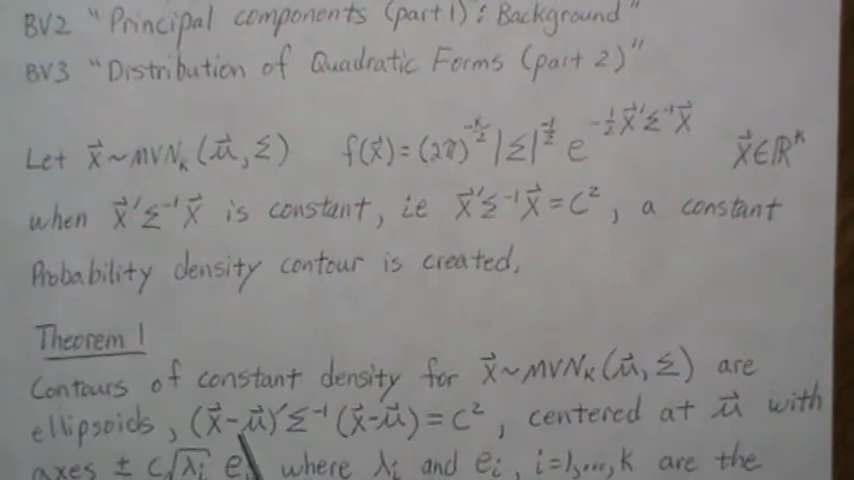 BV2 "Principal components (part 1): Background"
BV3 "Distribution of Quadratic Forms (part 2)"
Let x⃗ ~ MVN_k(μ⃗, Σ) f(x⃗) = (2π)^(-k/2) |Σ|^(-1/2) e^(-1/2 x⃗'Σ⁻¹x⃗) x⃗ ∈ ℝ^k
when x⃗'Σ⁻¹x⃗ is constant, ie x⃗'Σ⁻¹x⃗ = c², a constant
Probability density contour is created.
Theorem 1
Contours of constant density for x⃗ ~ MVN_k(μ⃗, Σ) are
ellipsoids, (x⃗-μ⃗)'Σ⁻¹(x⃗-μ⃗) = c², centered at μ⃗ with
axes ± c√λᵢ e where λᵢ and eᵢ, i=1,...,k are the